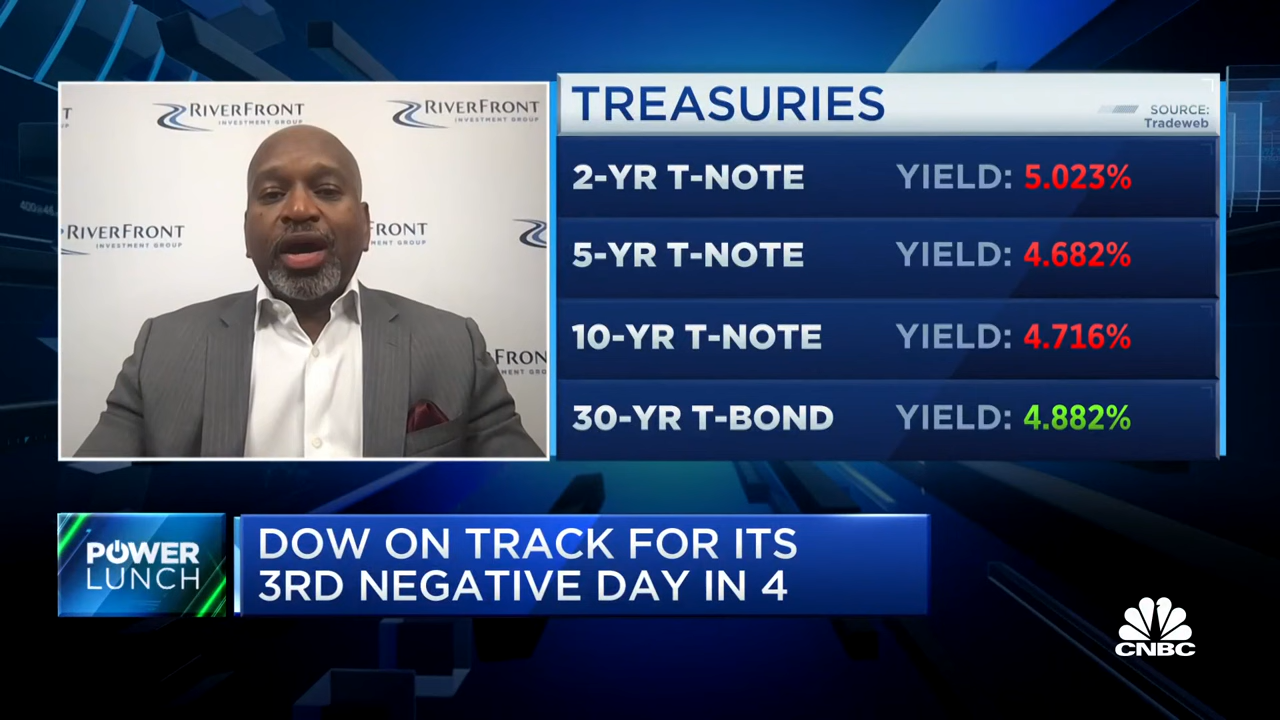 RIVERFRONT
INVESTMENT GROUP
RIVERFRONT
INVESTMENT GROUP
RIVERFRONT
INVESTMENT GROUP
FRONT
MENT GROUP
FRON
TREASURIES
SOURCE:
Tradeweb
2-YR T-NOTE YIELD: 5.023%
5-YR T-NOTE YIELD: 4.682%
10-YR T-NOTE YIELD: 4.716%
30-YR T-BOND YIELD: 4.882%
POWER
LUNCH
DOW ON TRACK FOR ITS
3RD NEGATIVE DAY IN 4
CNBC